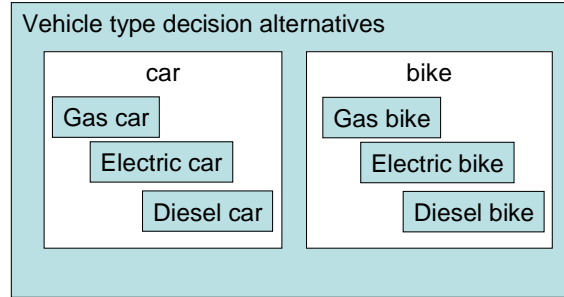 Vehicle type decision alternatives
car
Gas car
Electric car
Diesel car
bike
Gas bike
Electric bike
Diesel bike